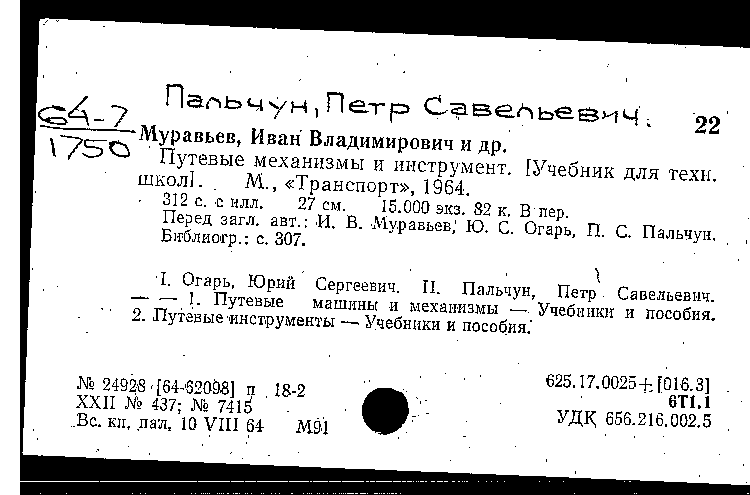 Пальчун, Петр Савельевич.
64-7
1750
22
Муравьев, Иван Владимирович и др.
Путевые механизмы и инструмент. [Учебник для техн.
школ]. М., «Транспорт», 1964.
312 с. с илл. 27 см. 15.000 экз. 82 к. В пер.
Перед загл. авт.: И. В. Муравьев, Ю. С. Огарь, П. С. Пальчун.
Библиогр.: с. 307.
I. Огарь, Юрий Сергеевич. II. Пальчун, Петр Савельевич.
— — 1. Путевые машины и механизмы — Учебники и пособия.
2. Путевые инструменты — Учебники и пособия.
№ 24928 [64-62098] п 18-2
625.17.0025+[016.3]
XXII № 437; № 7415
6Т1.1
Вс. кн. пал. 10 VIII 64 М91
УДК 656.216.002.5